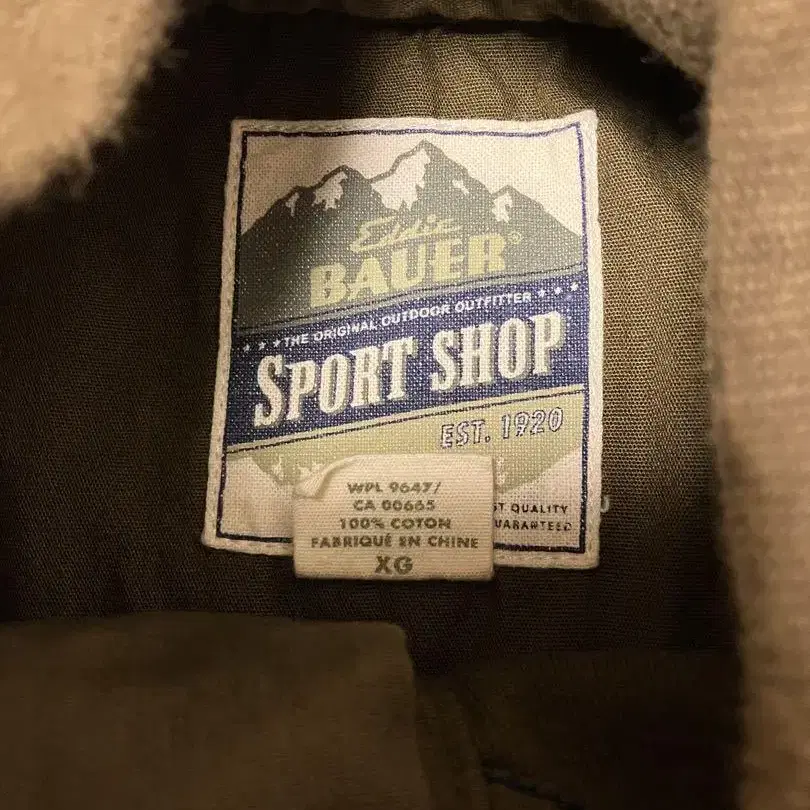 Eddie
BAUER®
THE ORIGINAL OUTDOOR OUTFITTER
SPORT SHOP
EST. 1920
WPL 9647/
CA 00665
100% COTON
FABRIQUÉ EN CHINE
XG
QUALITY